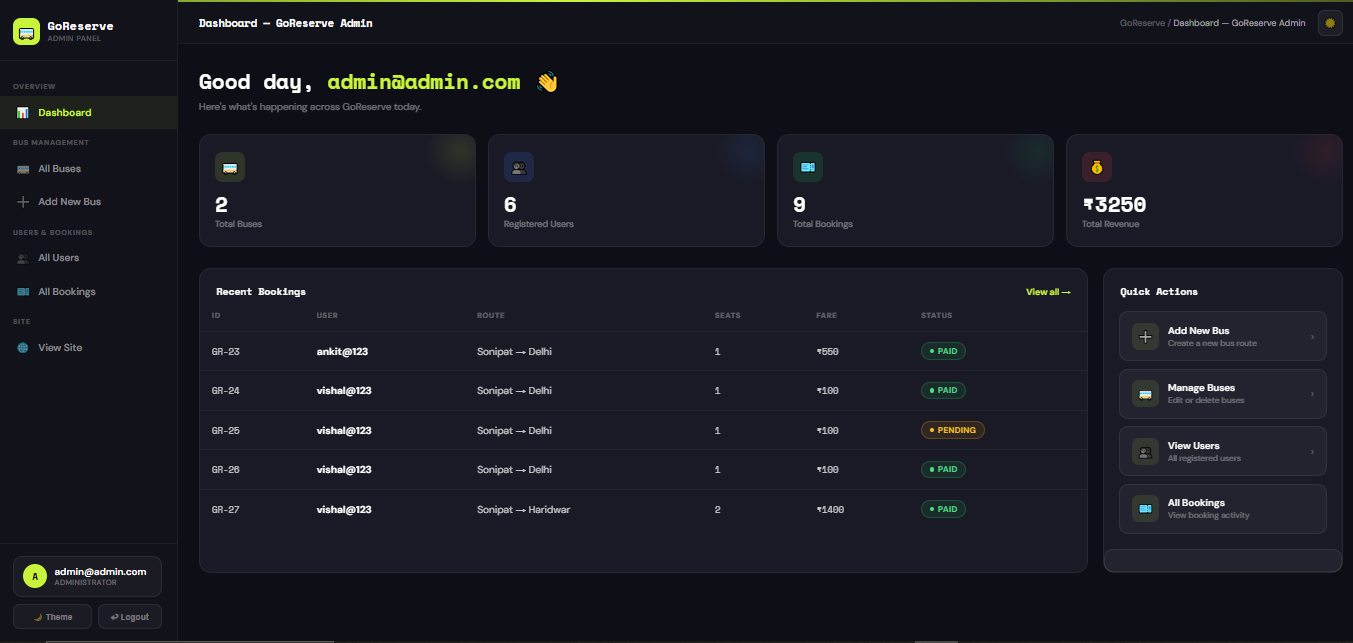 GoReserve
ADMIN PANEL
OVERVIEW
Dashboard
BUS MANAGEMENT
All Buses
Add New Bus
USERS & BOOKINGS
All Users
All Bookings
SITE
View Site
A
admin@admin.com
ADMINISTRATOR
Theme
Logout
Dashboard — GoReserve Admin
GoReserve / Dashboard — GoReserve Admin
Good day, admin@admin.com 👋
Here's what's happening across GoReserve today.
2
Total Buses
6
Registered Users
9
Total Bookings
₹3250
Total Revenue
Recent Bookings View all →
ID USER ROUTE SEATS FARE STATUS
GR-23 ankit@123 Sonipat → Delhi 1 ₹550 PAID
GR-24 vishal@123 Sonipat → Delhi 1 ₹100 PAID
GR-25 vishal@123 Sonipat → Delhi 1 ₹100 PENDING
GR-26 vishal@123 Sonipat → Delhi 1 ₹100 PAID
GR-27 vishal@123 Sonipat → Haridwar 2 ₹1400 PAID
Quick Actions
Add New Bus
Create a new bus route
Manage Buses
Edit or delete buses
View Users
All registered users
All Bookings
View booking activity